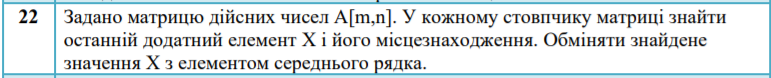 22 Задано матрицю дійсних чисел A[m,n]. У кожному стовпчику матриці знайти
останній додатний елемент X і його місцезнаходження. Обміняти знайдене
значення X з елементом середнього рядка.